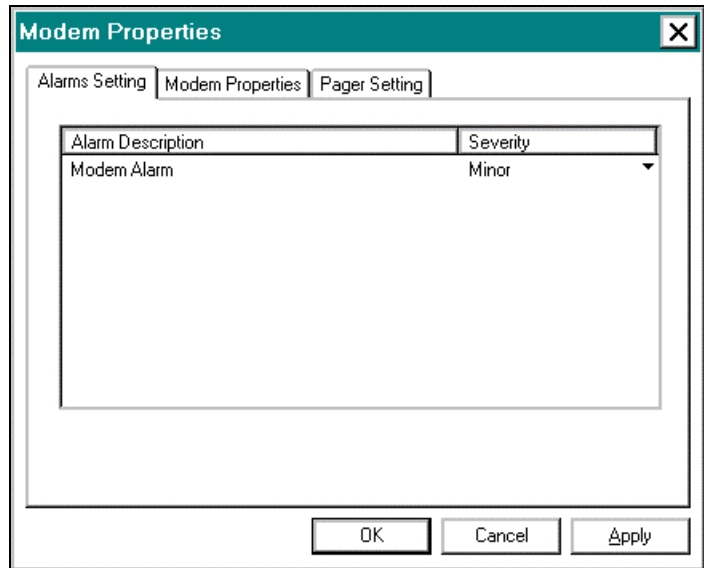 Modem Properties
Alarms Setting Modem Properties Pager Setting
Alarm Description Severity
Modem Alarm Minor
OK Cancel Apply